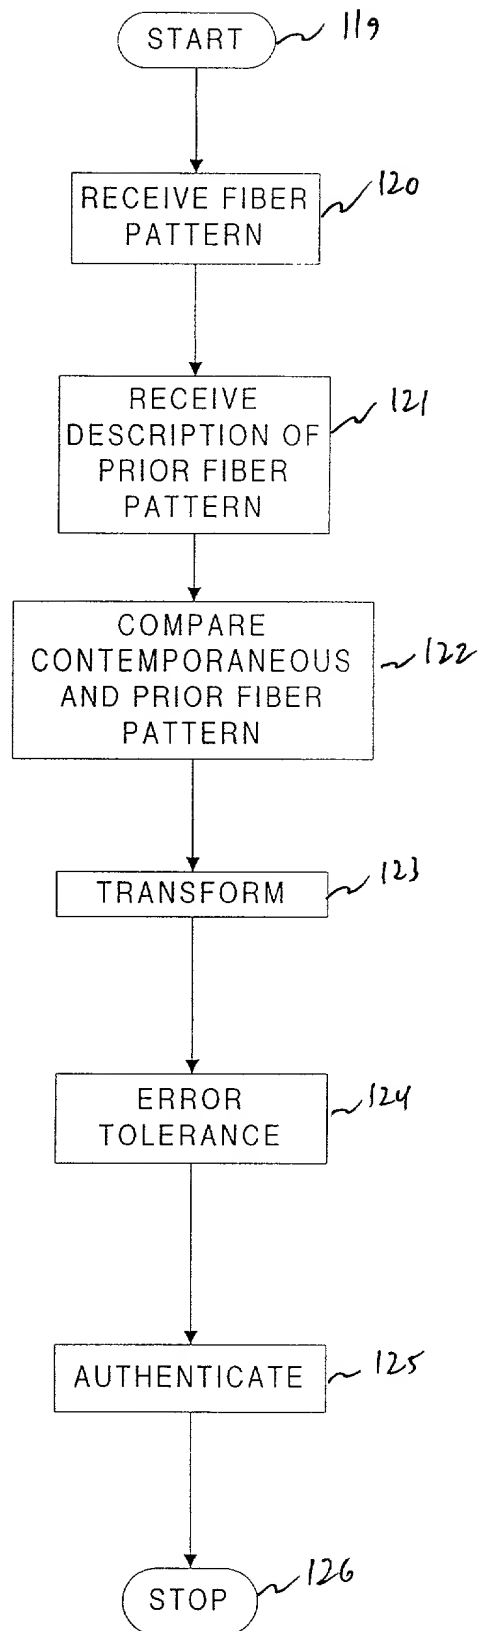 START
119
RECEIVE FIBER
PATTERN
120
RECEIVE
DESCRIPTION OF
PRIOR FIBER
PATTERN
121
COMPARE
CONTEMPORANEOUS
AND PRIOR FIBER
PATTERN
122
TRANSFORM
123
ERROR
TOLERANCE
124
AUTHENTICATE
125
STOP
126